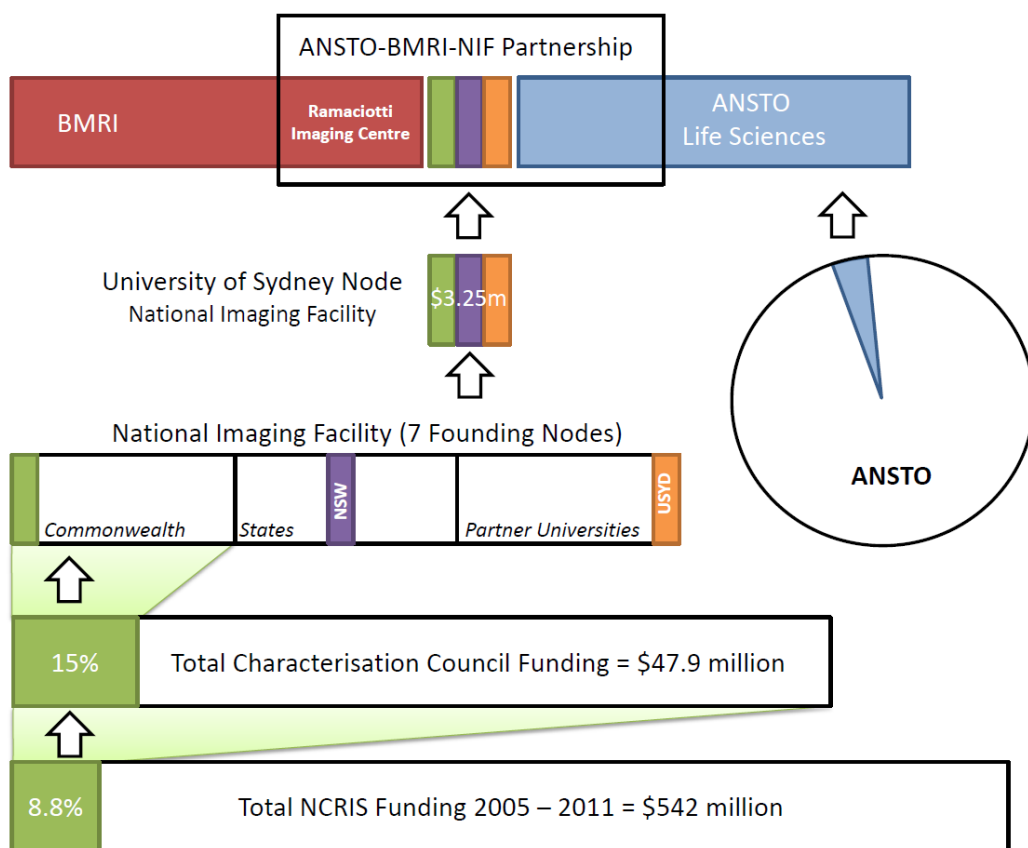 ANSTO-BMRI-NIF Partnership
BMRI
Ramaciotti
Imaging Centre
ANSTO
Life Sciences
University of Sydney Node
National Imaging Facility
$3.25m
National Imaging Facility (7 Founding Nodes)
Commonwealth
States
NSW
Partner Universities
USYD
ANSTO
15%
Total Characterisation Council Funding = $47.9 million
8.8%
Total NCRIS Funding 2005 – 2011 = $542 million